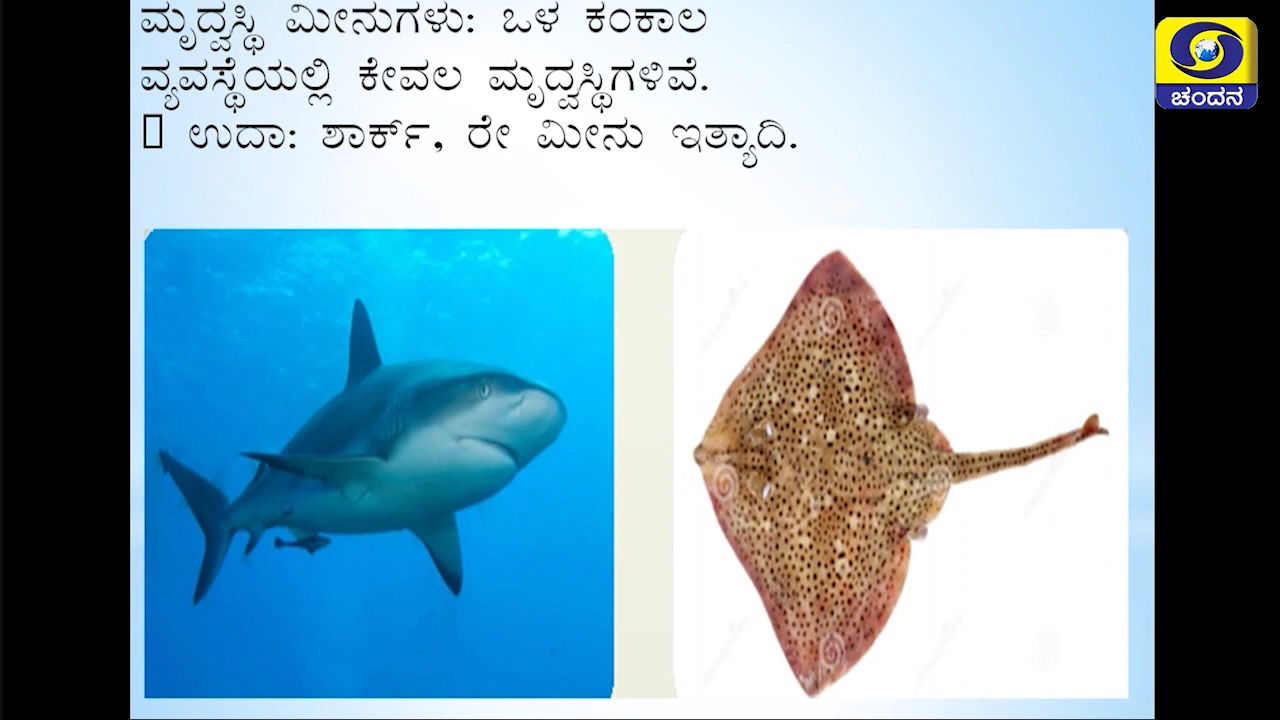 ಮೃದ್ವಸ್ಥಿ ಮೀನುಗಳು: ಒಳ ಕಂಕಾಲ
ವ್ಯವಸ್ಥೆಯಲ್ಲಿ ಕೇವಲ ಮೃದ್ವಸ್ಥಿಗಳಿವೆ.
ಉದಾ: ಶಾರ್ಕ್, ರೇ ಮೀನು ಇತ್ಯಾದಿ.
ಚಂದನ